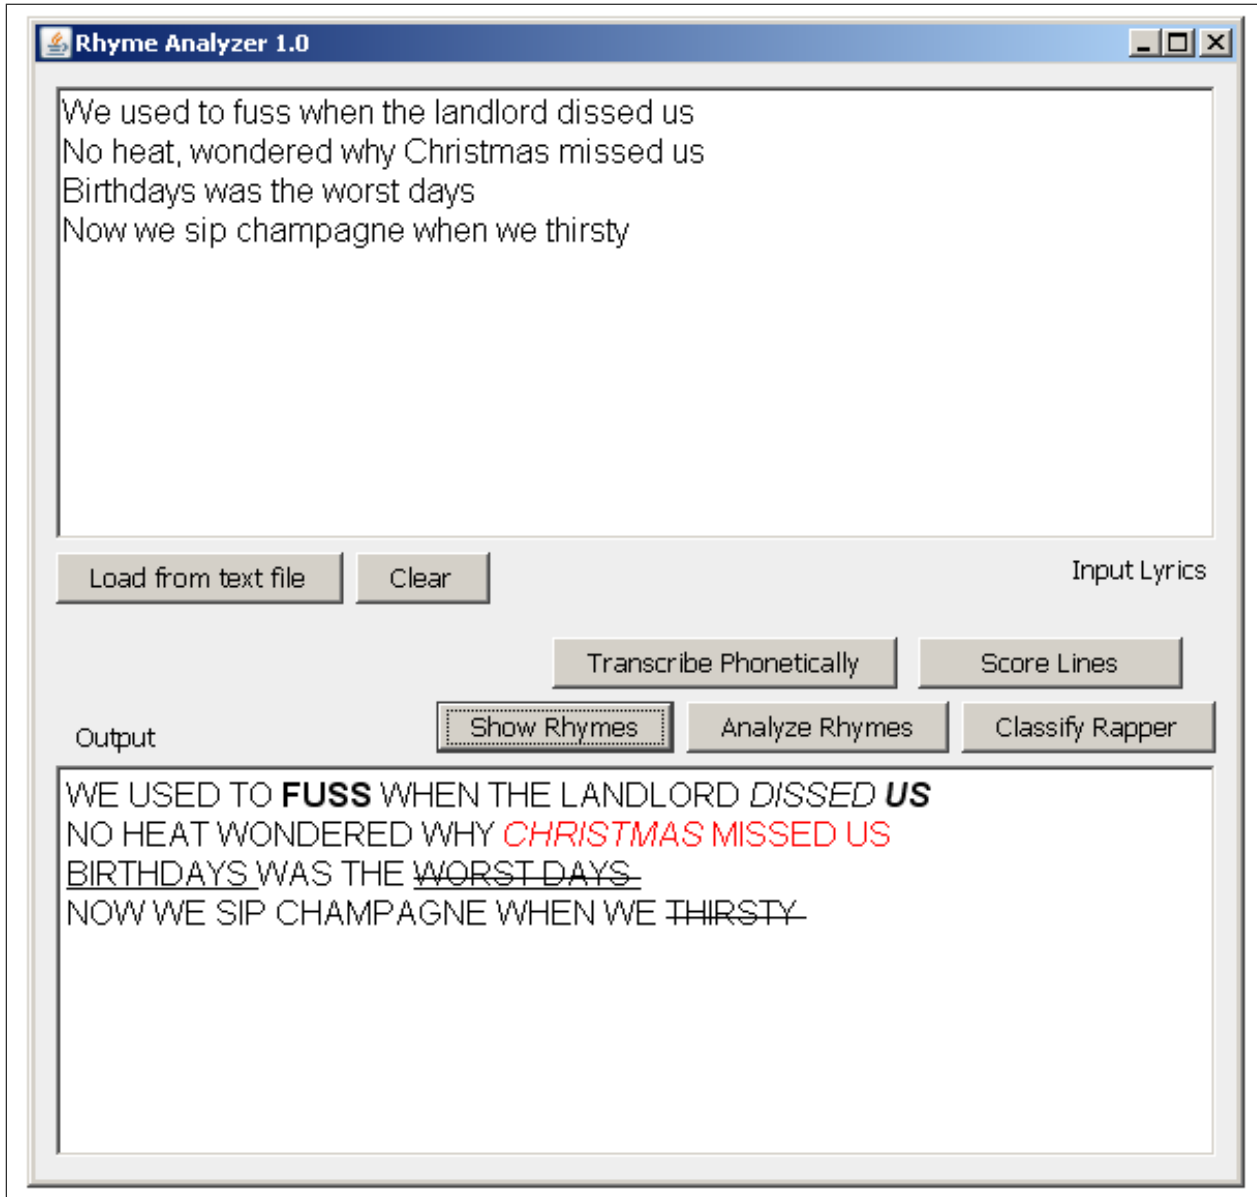 Rhyme Analyzer 1.0
We used to fuss when the landlord dissed us
No heat, wondered why Christmas missed us
Birthdays was the worst days
Now we sip champagne when we thirsty
Load from text file
Clear
Input Lyrics
Transcribe Phonetically
Score Lines
Output
Show Rhymes
Analyze Rhymes
Classify Rapper
WE USED TO FUSS WHEN THE LANDLORD DISSED US
NO HEAT WONDERED WHY CHRISTMAS MISSED US
BIRTHDAYS WAS THE WORST DAYS
NOW WE SIP CHAMPAGNE WHEN WE THIRSTY